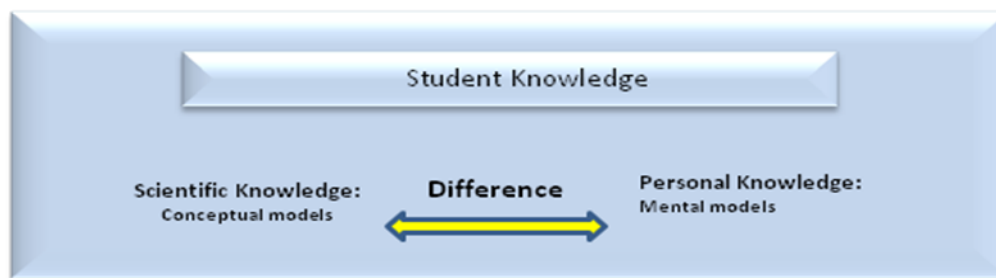 Student Knowledge
Scientific Knowledge:
Conceptual models
Difference
Personal Knowledge:
Mental models